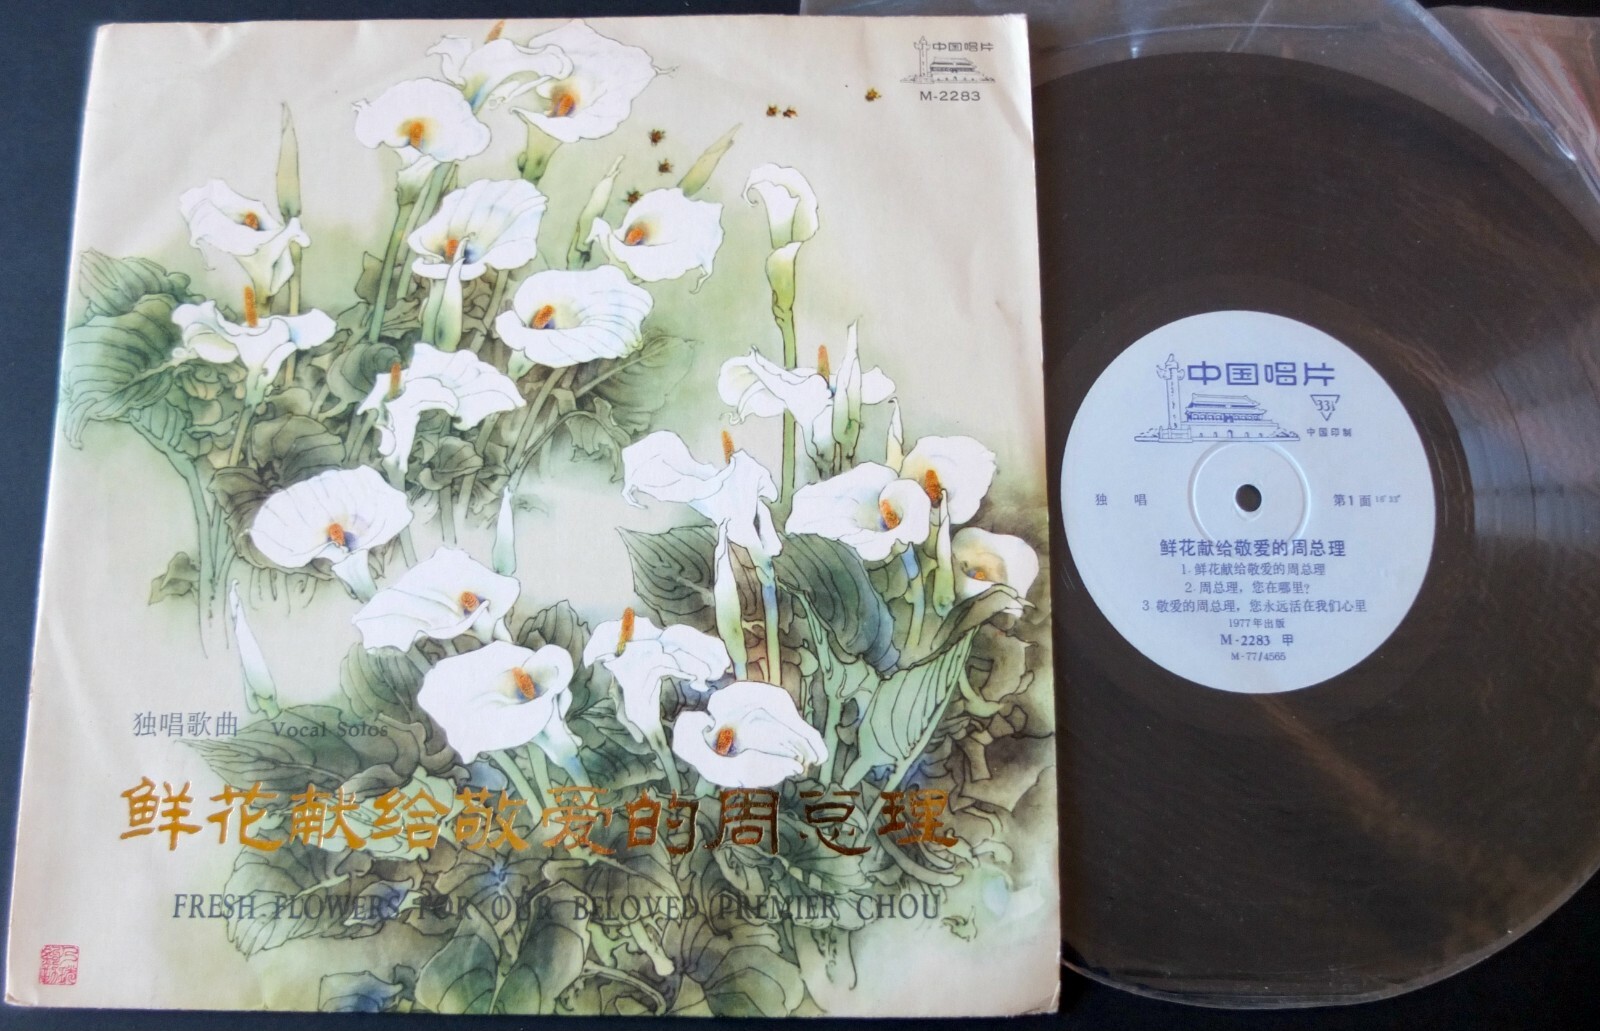 中国唱片
M-2283
独唱歌曲 Vocal Solos
鲜花献给敬爱的周总理
FRESH FLOWERS FOR OUR BELOVED PREMIER CHOU
中国唱片
33⅓
中国印制
独 唱
第1面
鲜花献给敬爱的周总理
1. 鲜花献给敬爱的周总理
2. 周总理，您在哪里？
3. 敬爱的周总理，您永远活在我们心里
1977年出版
M-2283 甲
M-77/4565